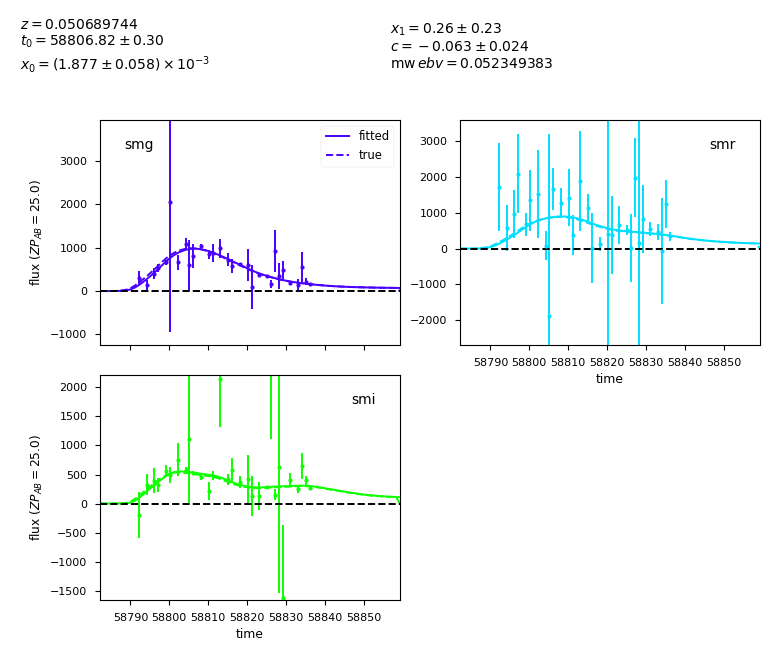 z = 0.050689744
t₀ = 58806.82 ± 0.30
x₀ = (1.877 ± 0.058) × 10⁻³
x₁ = 0.26 ± 0.23
c = −0.063 ± 0.024
mw ebv = 0.052349383
smg
fitted
true
3000
2000
1000
0
−1000
flux (ZP_AB = 25.0)
smr
3000
2000
1000
0
−1000
−2000
58790 58800 58810 58820 58830 58840 58850
time
smi
2000
1500
1000
500
0
−500
−1000
−1500
flux (ZP_AB = 25.0)
58790 58800 58810 58820 58830 58840 58850
time